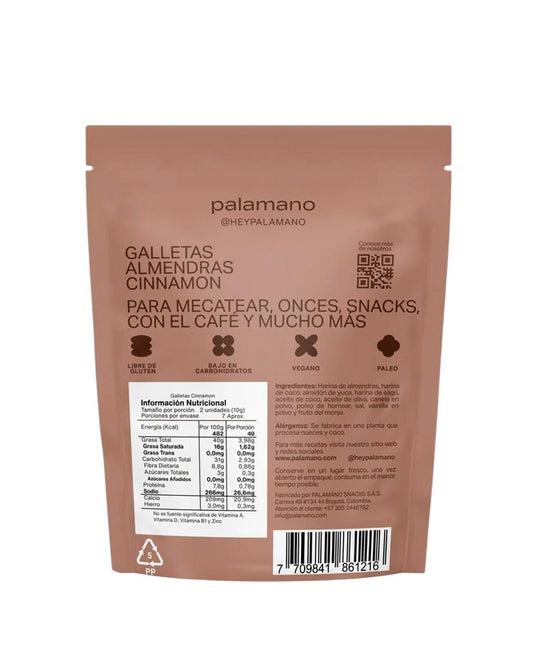 palamano
@HEYPALAMANO
GALLETAS
ALMENDRAS
CINNAMON
Conoce más
de nosotros
PARA MECATEAR, ONCES, SNACKS,
CON EL CAFÉ Y MUCHO MÁS
LIBRE DE
GLUTEN
BAJO EN
CARBOHIDRATOS
VEGANO
PALEO
Galletas Cinnamon
Información Nutricional
Tamaño por porción 2 unidades (10g)
Porciones por envase 7 Aprox.
Energía (Kcal) Por 100g Por Porción
482 49
Grasa Total 40g 3,98g
Grasa Saturada 16g 1,62g
Grasa Trans 0,0mg 0,0mg
Carbohidrato Total 31g 2,93g
Fibra Dietaria 8,8g 0,88g
Azúcares Totales 3g 0,3g
Azúcares Añadidos 0,0mg 0,0mg
Proteína 7,8g 0,78g
Sodio 266mg 26,6mg
Calcio 209mg 20,9mg
Hierro 3,0mg 0,3mg
No es fuente significativa de Vitamina A,
Vitamina D, Vitamina B1 y Zinc
Ingredientes: Harina de almendras, harina
de coco, almidón de yuca, harina de sagú,
aceite de coco, aceite de oliva, canela en
polvo, polvo de hornear, sal, vainilla en
polvo y fruto del monje.
Alérgenos: Se fabrica en una planta que
procesa nueces y coco.
Para más recetas visita nuestro sitio web
y redes sociales
www.palamano.com @heypalamano
Conserve en un lugar fresco, una vez
abierto el empaque, consuma en el menor
tiempo posible
Fabricado por PALAMANO SNACKS S.A.S.
Carrera 49 #134 44 Bogotá, Colombia.
Atención al cliente: +57 305 2446782
info@palamano.com
5
PP
7 709841 861216